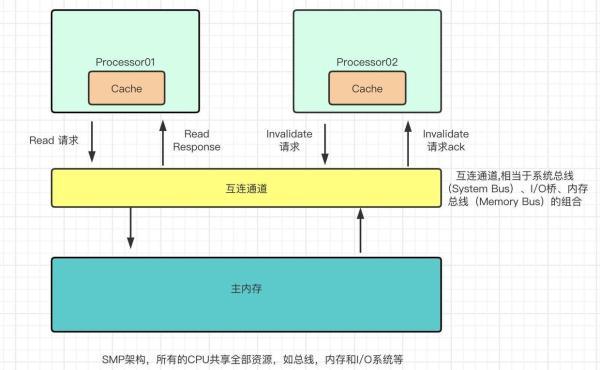 Processor01
Cache
Processor02
Cache
Read 请求
Read
Response
Invalidate
请求
Invalidate
请求ack
互连通道
互连通道,相当于系统总线
(System Bus) 、I/O桥、内存
总线（Memory Bus）的组合
主内存
SMP架构，所有的CPU共享全部资源，如总线，内存和I/O系统等